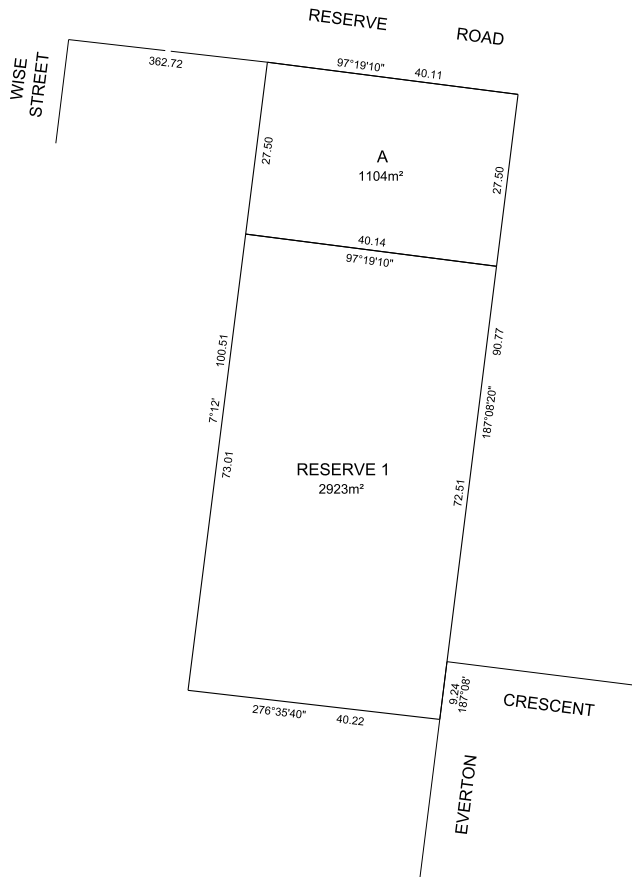 RESERVE ROAD
WISE
STREET
362.72
97°19'10" 40.11
27.50
A
1104m²
27.50
40.14
97°19'10"
100.51
7°12'
73.01
90.77
187°08'20"
72.51
RESERVE 1
2923m²
9.24
187°08'
CRESCENT
276°35'40" 40.22
EVERTON